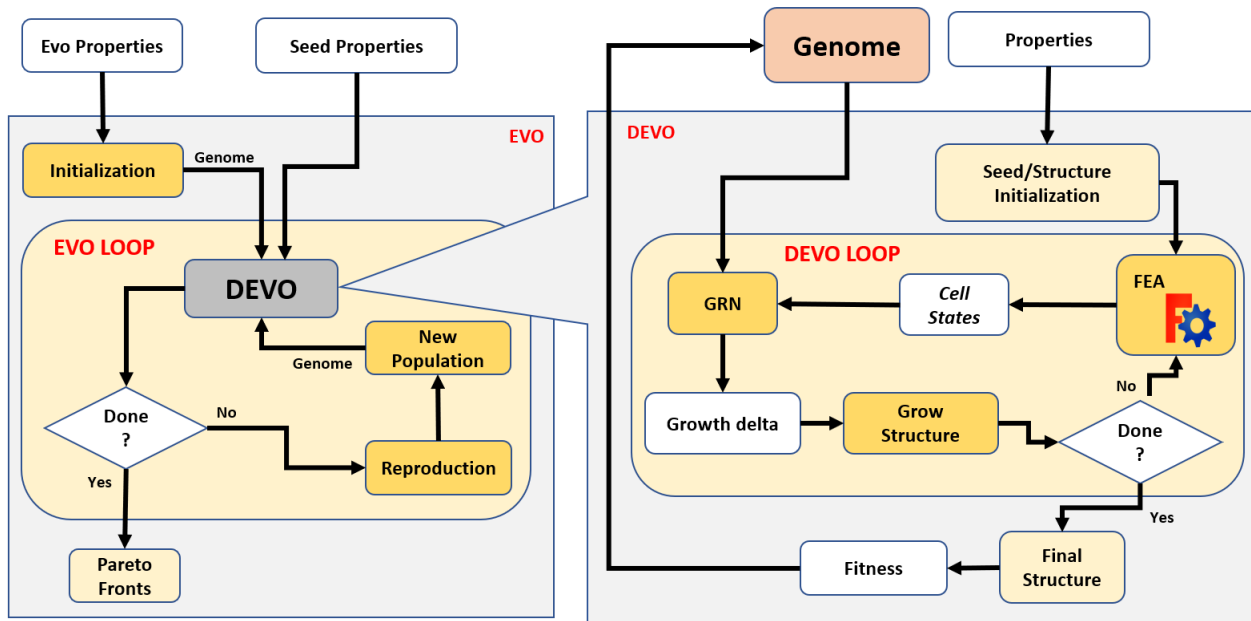 Evo Properties
Seed Properties
EVO
Initialization
Genome
EVO LOOP
DEVO
New
Population
Genome
Done
?
No
Reproduction
Yes
Pareto
Fronts
Genome
Properties
DEVO
Seed/Structure
Initialization
DEVO LOOP
GRN
Cell
States
FEA
No
Growth delta
Grow
Structure
Done
?
Yes
Fitness
Final
Structure